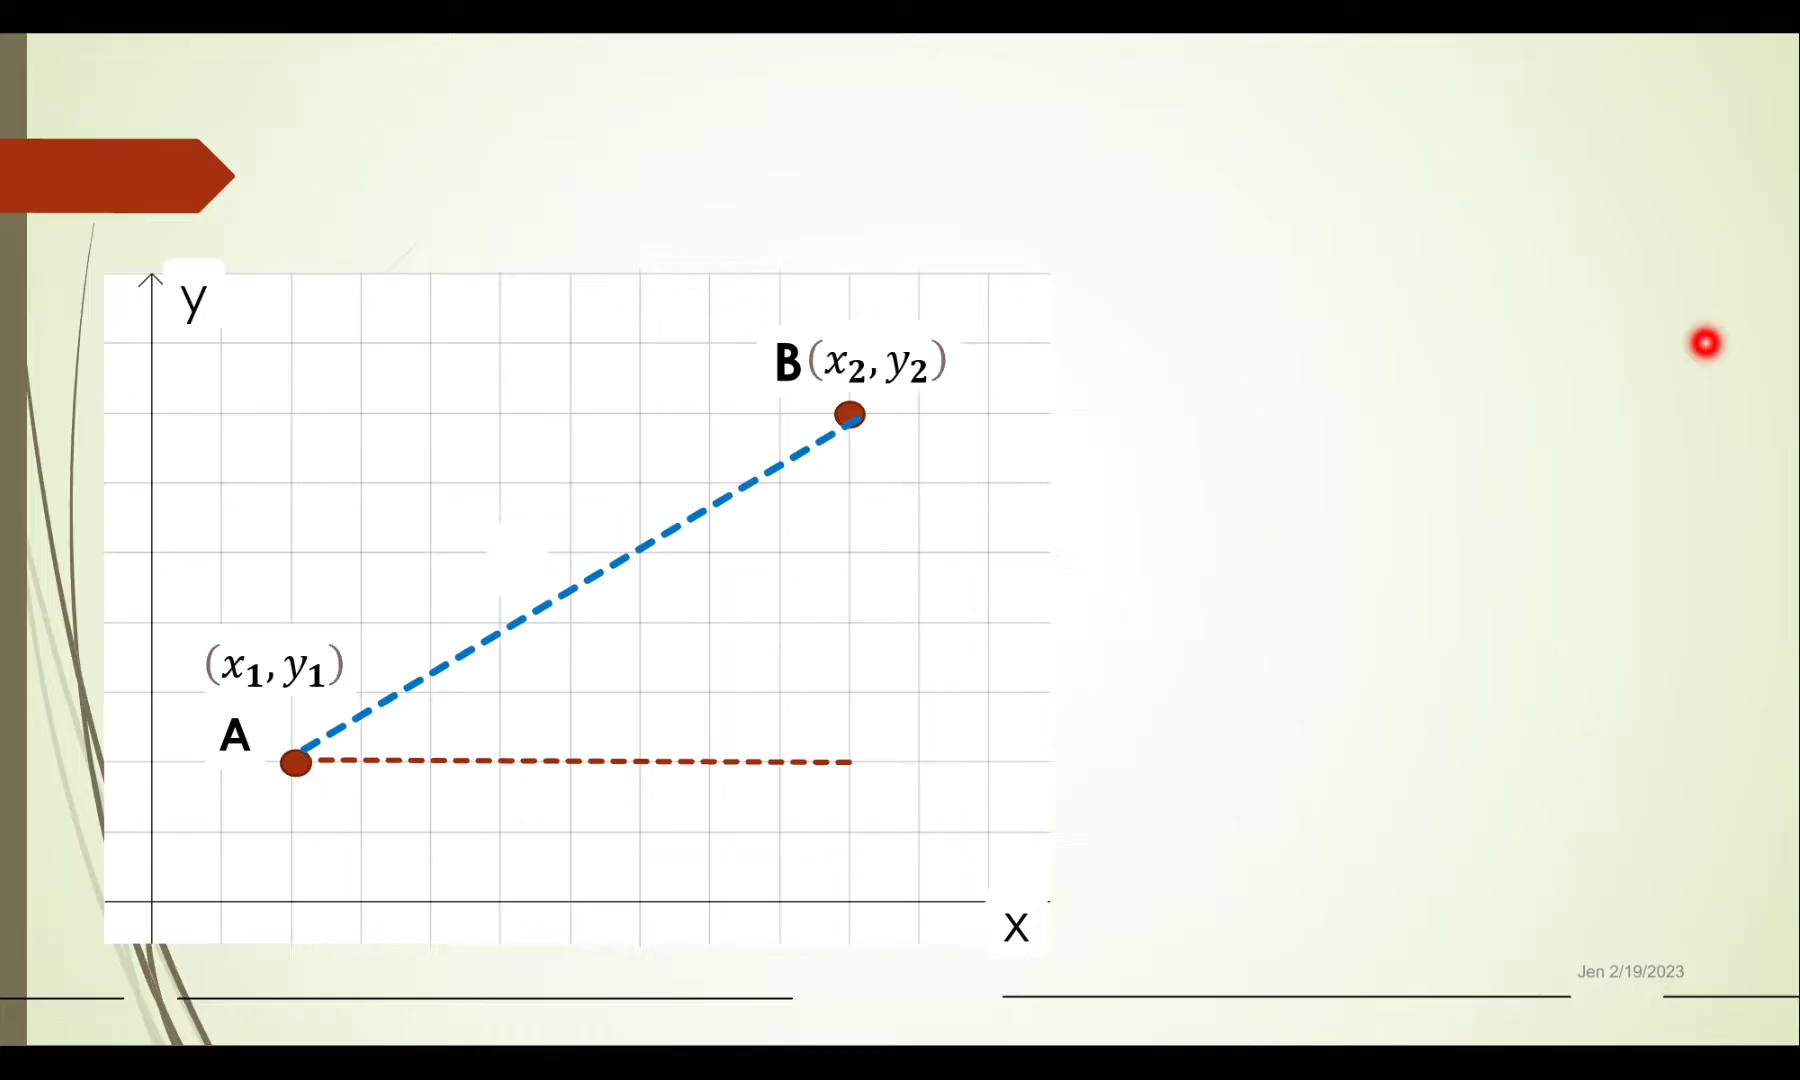 y
B(x₂, y₂)
(x₁, y₁)
A
x
Jen 2/19/2023